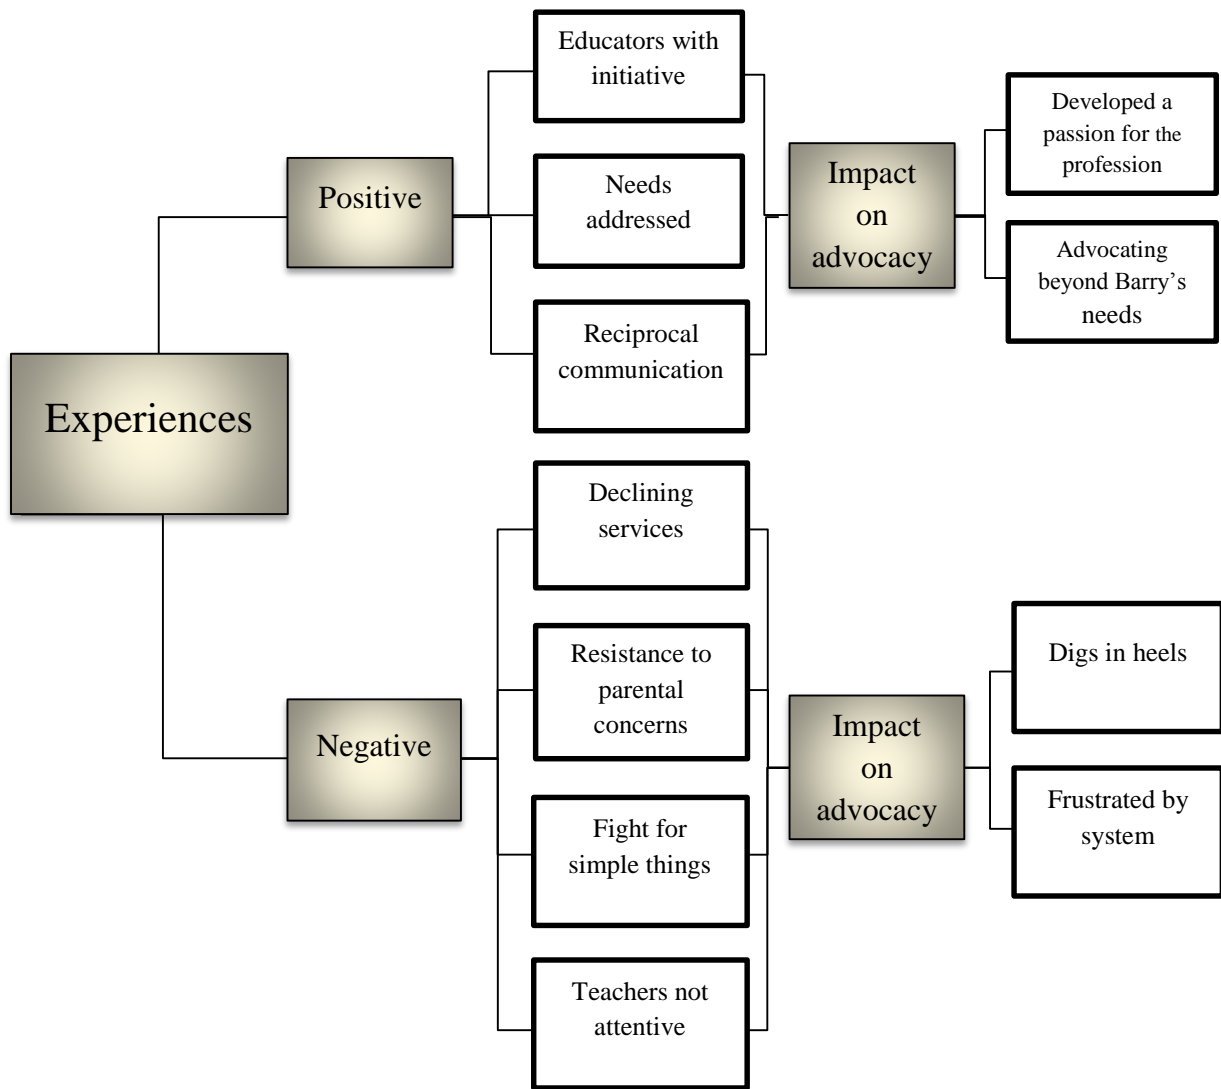 Experiences
Positive
Educators with
initiative
Needs
addressed
Reciprocal
communication
Impact
on
advocacy
Developed a
passion for the
profession
Advocating
beyond Barry’s
needs
Negative
Declining
services
Resistance to
parental
concerns
Fight for
simple things
Teachers not
attentive
Impact
on
advocacy
Digs in heels
Frustrated by
system